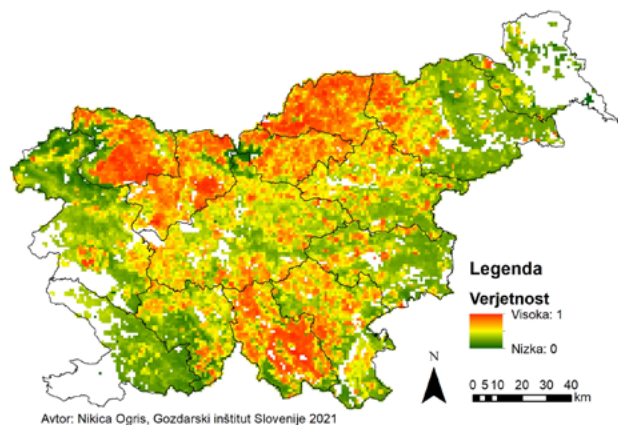 Legenda
Verjetnost
Visoka: 1
Nizka: 0
N
0 5 10 20 30 40
km
Avtor: Nikica Ogris, Gozdarski inštitut Slovenije 2021